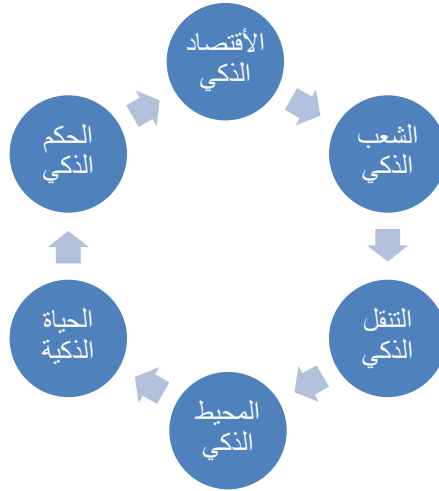 الأقتصاد
الذكي
الشعب
الذكي
التنقل
الذكي
المحيط
الذكي
الحياة
الذكية
الحكم
الذكي